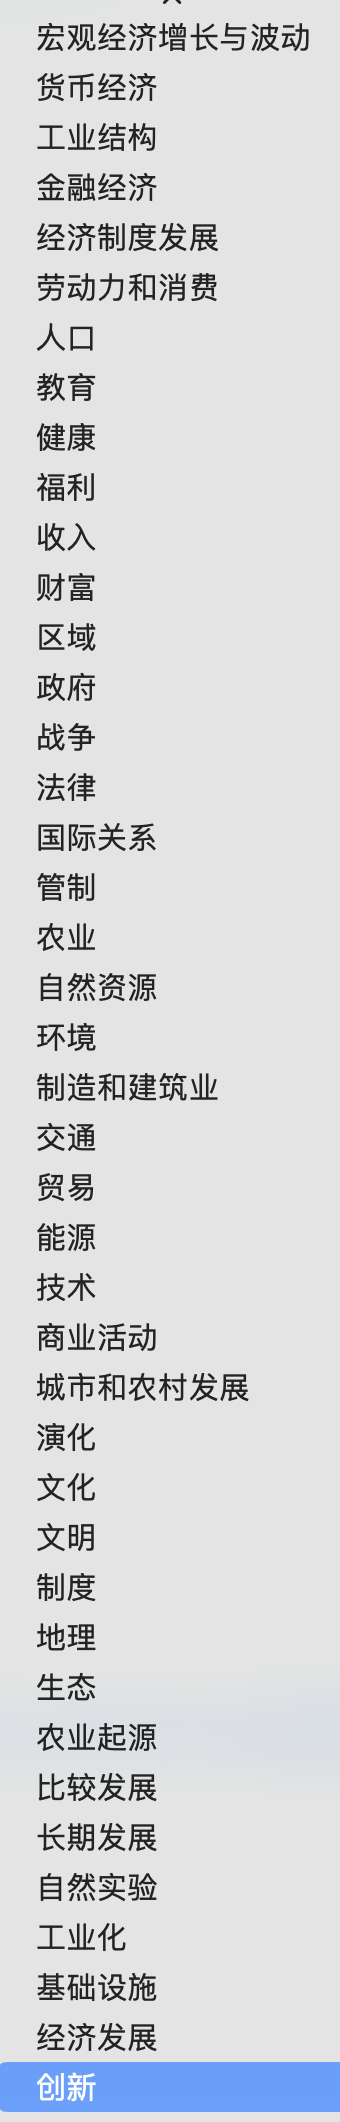 宏观经济增长与波动
货币经济
工业结构
金融经济
经济制度发展
劳动力和消费
人口
教育
健康
福利
收入
财富
区域
政府
战争
法律
国际关系
管制
农业
自然资源
环境
制造和建筑业
交通
贸易
能源
技术
商业活动
城市和农村发展
演化
文化
文明
制度
地理
生态
农业起源
比较发展
长期发展
自然实验
工业化
基础设施
经济发展
创新